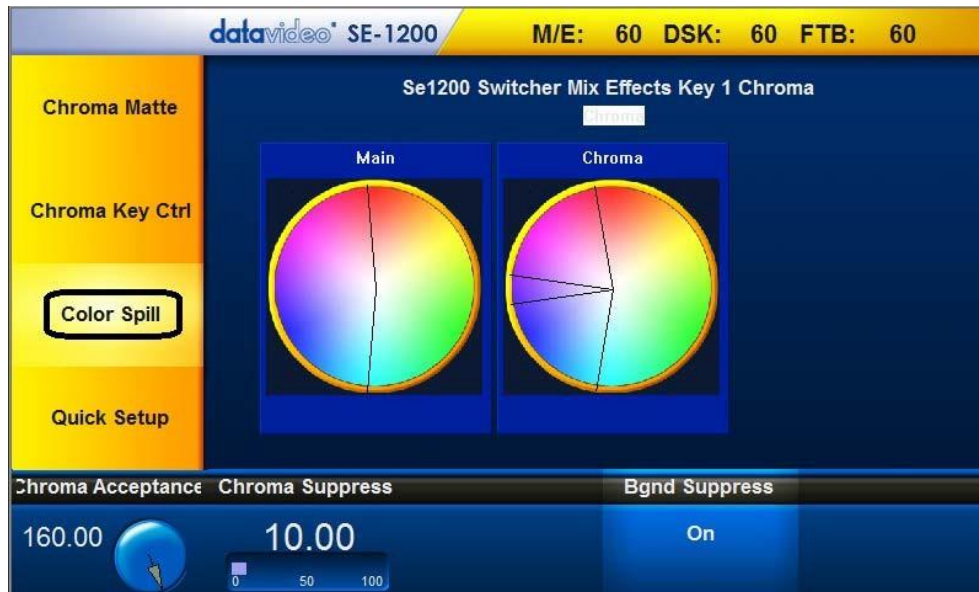 datavideo SE-1200 M/E: 60 DSK: 60 FTB: 60
Se1200 Switcher Mix Effects Key 1 Chroma
Chroma
Chroma Matte
Chroma Key Ctrl
Color Spill
Quick Setup
Main
Chroma
Chroma Acceptance Chroma Suppress Bgnd Suppress
160.00 10.00 On
0 50 100